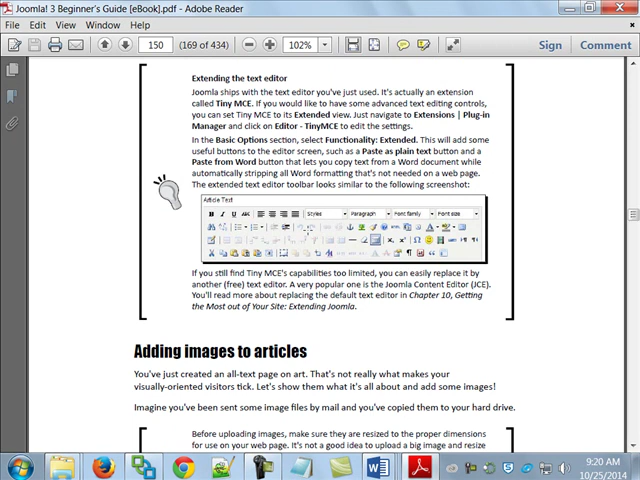 Joomla! 3 Beginner's Guide [eBook].pdf - Adobe Reader
File Edit View Window Help
150 (169 of 434) 102% Sign Comment
Extending the text editor
Joomla ships with the text editor you've just used. It's actually an extension
called Tiny MCE. If you would like to have some advanced text editing controls,
you can set Tiny MCE to its Extended view. Just navigate to Extensions | Plug-in
Manager and click on Editor - TinyMCE to edit the settings.
In the Basic Options section, select Functionality: Extended. This will add some
useful buttons to the editor screen, such as a Paste as plain text button and a
Paste from Word button that lets you copy text from a Word document while
automatically stripping all Word formatting that's not needed on a web page.
The extended text editor toolbar looks similar to the following screenshot:
Article Text
B I U ABC Styles Paragraph Font family Font size
If you still find Tiny MCE's capabilities too limited, you can easily replace it by
another (free) text editor. A very popular one is the Joomla Content Editor (JCE).
You'll read more about replacing the default text editor in Chapter 10, Getting
the Most out of Your Site: Extending Joomla.
Adding images to articles
You've just created an all-text page on art. That's not really what makes your
visually-oriented visitors tick. Let's show them what it's all about and add some images!
Imagine you've been sent some image files by mail and you've copied them to your hard drive.
Before uploading images, make sure they are resized to the proper dimensions
for use on your web page. It's not a good idea to upload a big image and resize
9:20 AM
10/25/2014